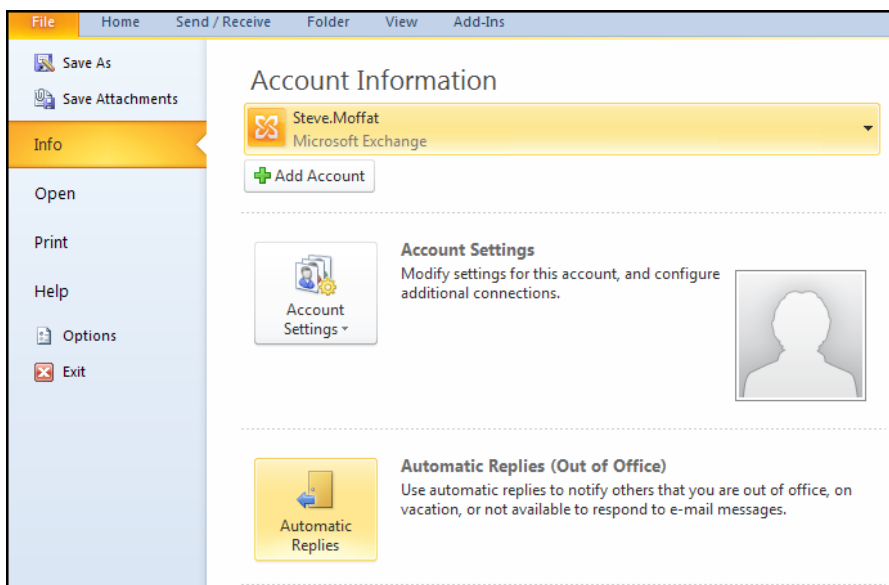 File Home Send / Receive Folder View Add-Ins
Save As
Save Attachments
Info
Open
Print
Help
Options
Exit
Account Information
Steve.Moffat
Microsoft Exchange
Add Account
Account
Settings
Account Settings
Modify settings for this account, and configure
additional connections.
Automatic
Replies
Automatic Replies (Out of Office)
Use automatic replies to notify others that you are out of office, on
vacation, or not available to respond to e-mail messages.